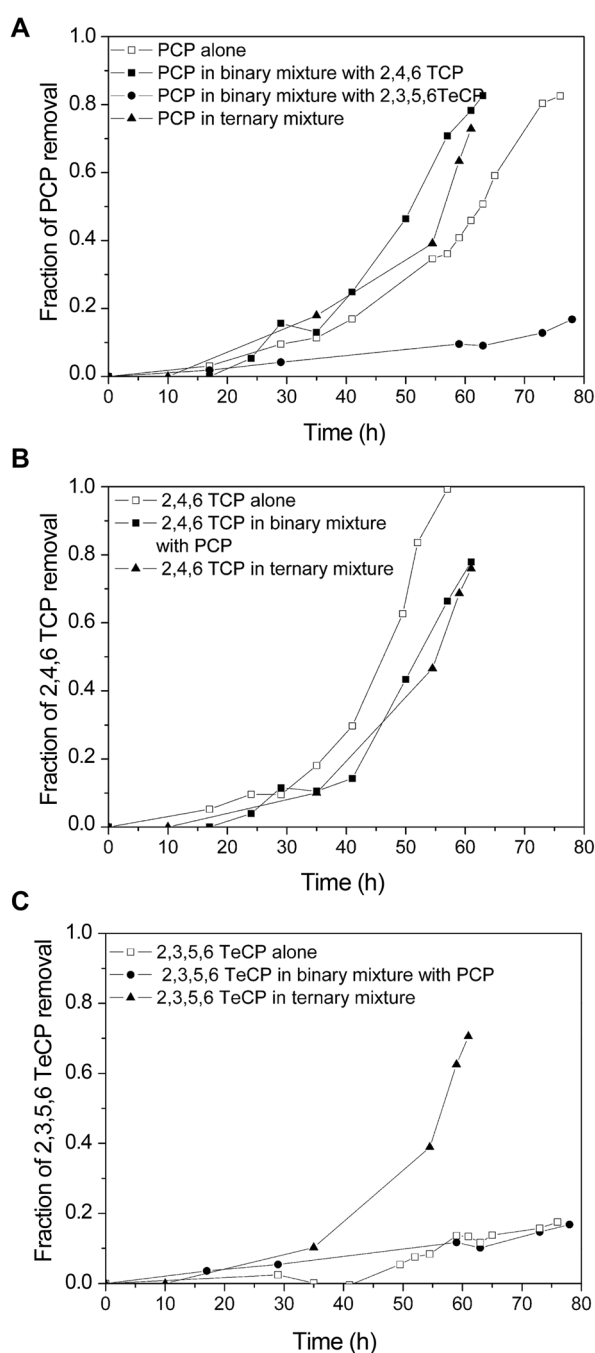 A
PCP alone
PCP in binary mixture with 2,4,6 TCP
PCP in binary mixture with 2,3,5,6TeCP
PCP in ternary mixture
1.0
0.8
0.6
0.4
0.2
0.0
Fraction of PCP removal
0 10 20 30 40 50 60 70 80
Time (h)
B
2,4,6 TCP alone
2,4,6 TCP in binary mixture
with PCP
2,4,6 TCP in ternary mixture
1.0
0.8
0.6
0.4
0.2
0.0
Fraction of 2,4,6 TCP removal
0 10 20 30 40 50 60 70 80
Time (h)
C
2,3,5,6 TeCP alone
2,3,5,6 TeCP in binary mixture with PCP
2,3,5,6 TeCP in ternary mixture
1.0
0.8
0.6
0.4
0.2
0.0
Fraction of 2,3,5,6 TeCP removal
0 10 20 30 40 50 60 70 80
Time (h)